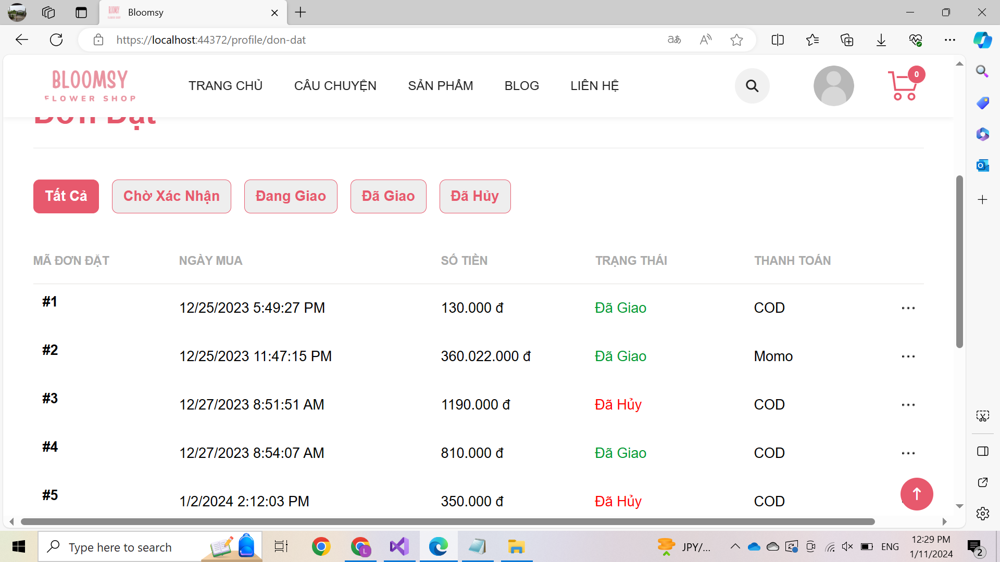 Bloomsy
https://localhost:44372/profile/don-dat
BLOOMSY
FLOWER SHOP
TRANG CHỦ CÂU CHUYỆN SẢN PHẨM BLOG LIÊN HỆ
0
Đơn Đặt
Tất Cả Chờ Xác Nhận Đang Giao Đã Giao Đã Hủy
MÃ ĐƠN ĐẶT NGÀY MUA SỐ TIỀN TRẠNG THÁI THANH TOÁN
#1 12/25/2023 5:49:27 PM 130.000 đ Đã Giao COD
#2 12/25/2023 11:47:15 PM 360.022.000 đ Đã Giao Momo
#3 12/27/2023 8:51:51 AM 1190.000 đ Đã Hủy COD
#4 12/27/2023 8:54:07 AM 810.000 đ Đã Giao COD
#5 1/2/2024 2:12:03 PM 350.000 đ Đã Hủy COD
Type here to search
JPY/...
ENG
12:29 PM
1/11/2024
2